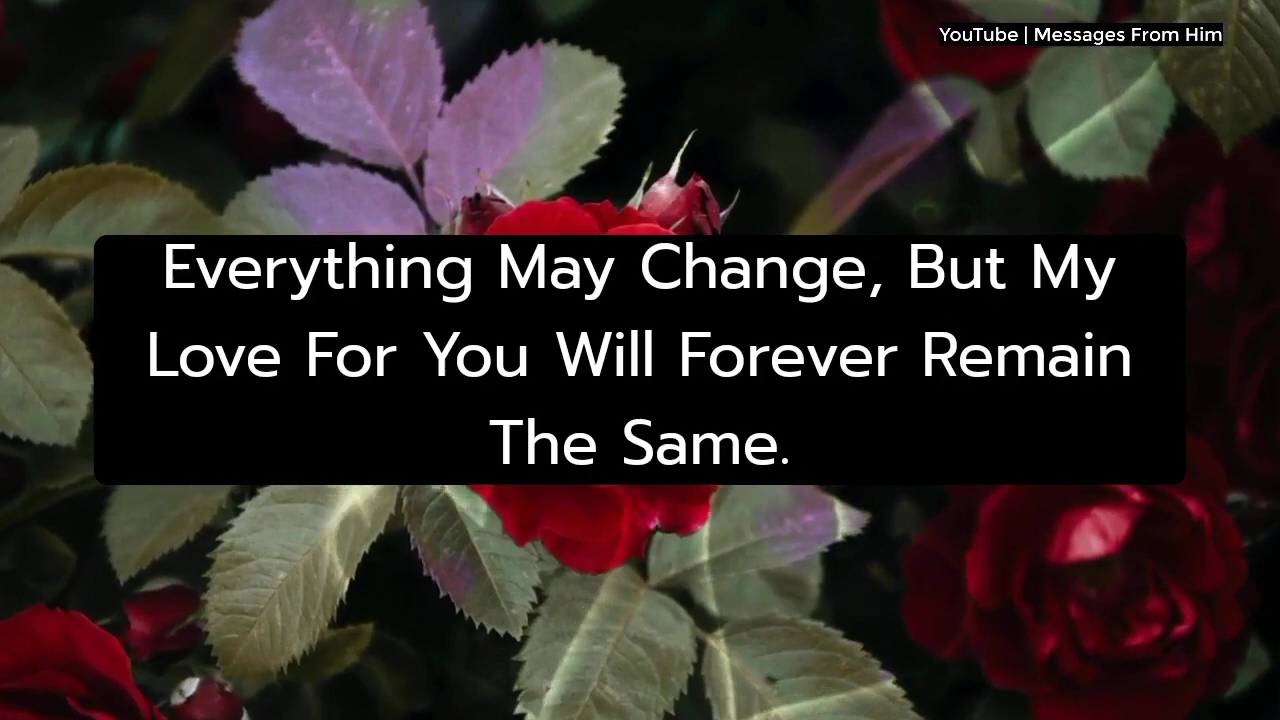 YouTube | Messages From Him
Everything May Change, But My
Love For You Will Forever Remain
The Same.